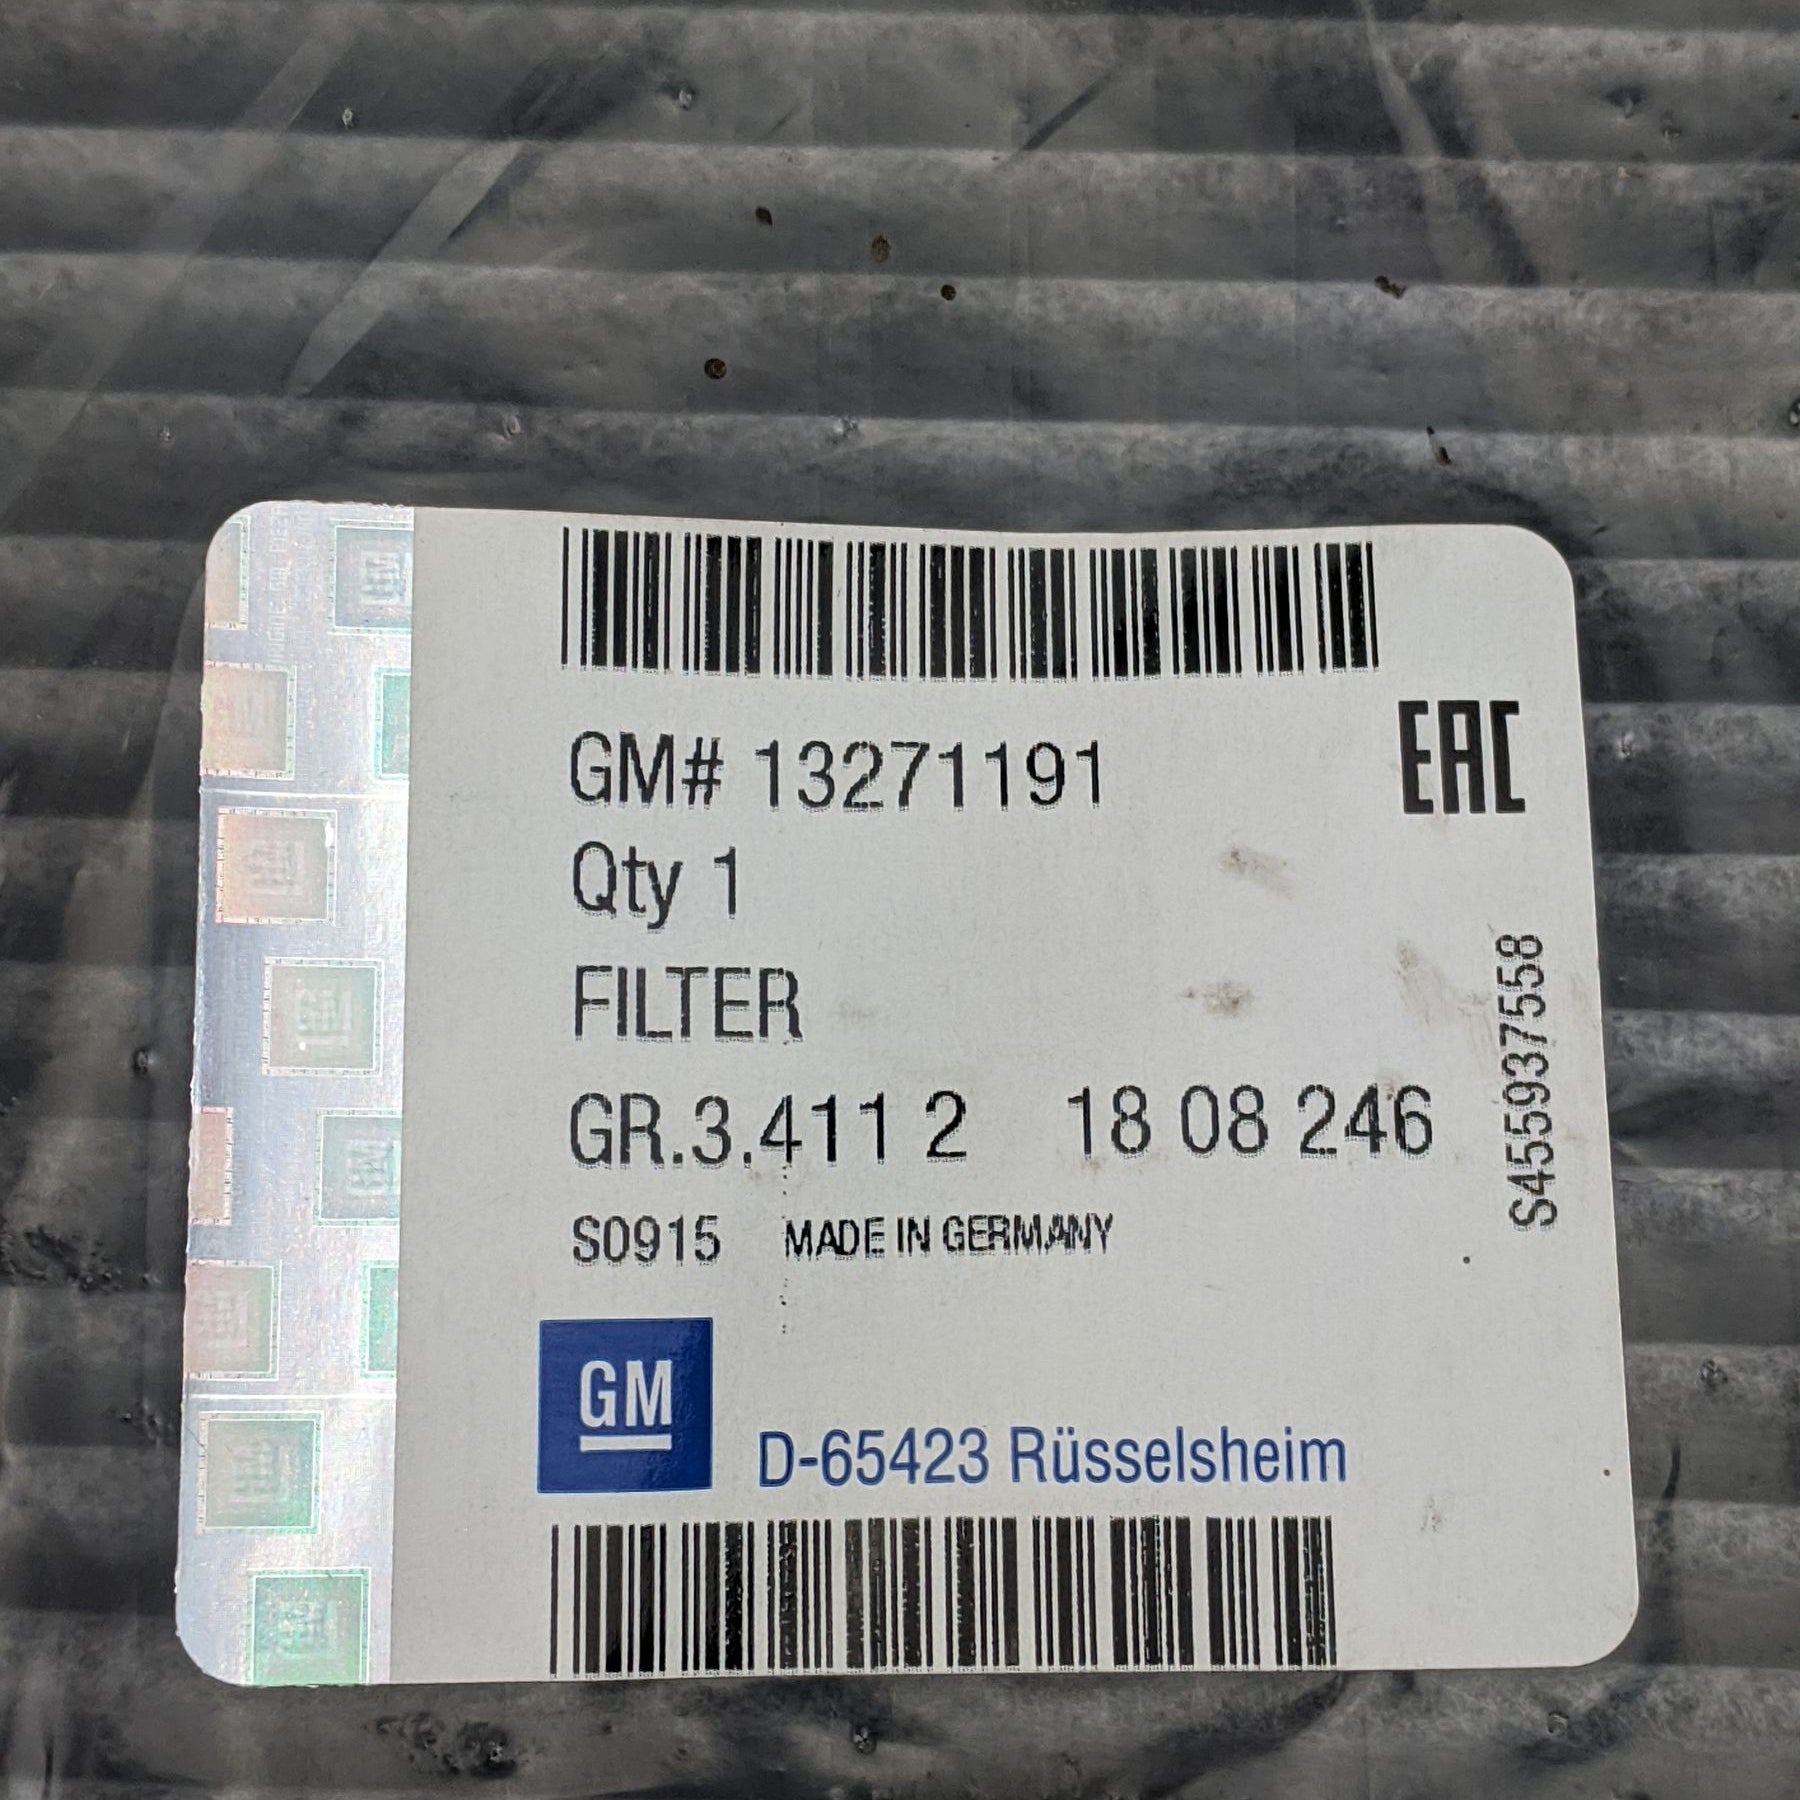 GM# 13271191
EAC
Qty 1
FILTER
GR.3.411 2 18 08 246
S0915 MADE IN GERMANY
S455937558
GM
D-65423 Rüsselsheim